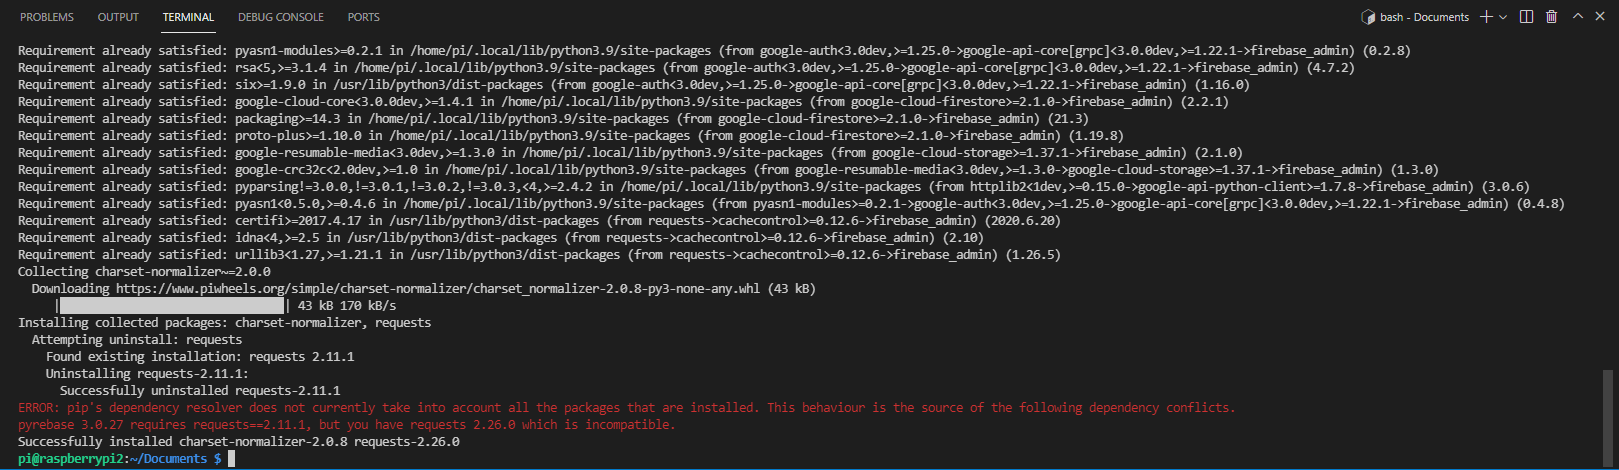 PROBLEMS OUTPUT TERMINAL DEBUG CONSOLE PORTS bash - Documents
Requirement already satisfied: pyasn1-modules>=0.2.1 in /home/pi/.local/lib/python3.9/site-packages (from google-auth<3.0dev,>=1.25.0->google-api-core[grpc]<3.0.0dev,>=1.22.1->firebase_admin) (0.2.8)
Requirement already satisfied: rsa<5,>=3.1.4 in /home/pi/.local/lib/python3.9/site-packages (from google-auth<3.0dev,>=1.25.0->google-api-core[grpc]<3.0.0dev,>=1.22.1->firebase_admin) (4.7.2)
Requirement already satisfied: six>=1.9.0 in /usr/lib/python3/dist-packages (from google-auth<3.0dev,>=1.25.0->google-api-core[grpc]<3.0.0dev,>=1.22.1->firebase_admin) (1.16.0)
Requirement already satisfied: google-cloud-core<3.0.0dev,>=1.4.1 in /home/pi/.local/lib/python3.9/site-packages (from google-cloud-firestore>=2.1.0->firebase_admin) (2.2.1)
Requirement already satisfied: packaging>=14.3 in /home/pi/.local/lib/python3.9/site-packages (from google-cloud-firestore>=2.1.0->firebase_admin) (21.3)
Requirement already satisfied: proto-plus>=1.10.0 in /home/pi/.local/lib/python3.9/site-packages (from google-cloud-firestore>=2.1.0->firebase_admin) (1.19.8)
Requirement already satisfied: google-resumable-media<3.0dev,>=1.3.0 in /home/pi/.local/lib/python3.9/site-packages (from google-cloud-storage>=1.37.1->firebase_admin) (2.1.0)
Requirement already satisfied: google-crc32c<2.0dev,>=1.0 in /home/pi/.local/lib/python3.9/site-packages (from google-resumable-media<3.0dev,>=1.3.0->google-cloud-storage>=1.37.1->firebase_admin) (1.3.0)
Requirement already satisfied: pyparsing!=3.0.0,!=3.0.1,!=3.0.2,!=3.0.3,<4,>=2.4.2 in /home/pi/.local/lib/python3.9/site-packages (from httplib2<1dev,>=0.15.0->google-api-python-client>=1.7.8->firebase_admin) (3.0.6)
Requirement already satisfied: pyasn1<0.5.0,>=0.4.6 in /home/pi/.local/lib/python3.9/site-packages (from pyasn1-modules>=0.2.1->google-auth<3.0dev,>=1.25.0->google-api-core[grpc]<3.0.0dev,>=1.22.1->firebase_admin) (0.4.8)
Requirement already satisfied: certifi>=2017.4.17 in /usr/lib/python3/dist-packages (from requests->cachecontrol>=0.12.6->firebase_admin) (2020.6.20)
Requirement already satisfied: idna<4,>=2.5 in /usr/lib/python3/dist-packages (from requests->cachecontrol>=0.12.6->firebase_admin) (2.10)
Requirement already satisfied: urllib3<1.27,>=1.21.1 in /usr/lib/python3/dist-packages (from requests->cachecontrol>=0.12.6->firebase_admin) (1.26.5)
Collecting charset-normalizer~=2.0.0
Downloading https://www.piwheels.org/simple/charset-normalizer/charset_normalizer-2.0.8-py3-none-any.whl (43 kB)
| | 43 kB 170 kB/s
Installing collected packages: charset-normalizer, requests
Attempting uninstall: requests
Found existing installation: requests 2.11.1
Uninstalling requests-2.11.1:
Successfully uninstalled requests-2.11.1
ERROR: pip's dependency resolver does not currently take into account all the packages that are installed. This behaviour is the source of the following dependency conflicts.
pyrebase 3.0.27 requires requests==2.11.1, but you have requests 2.26.0 which is incompatible.
Successfully installed charset-normalizer-2.0.8 requests-2.26.0
pi@raspberrypi2:~/Documents $